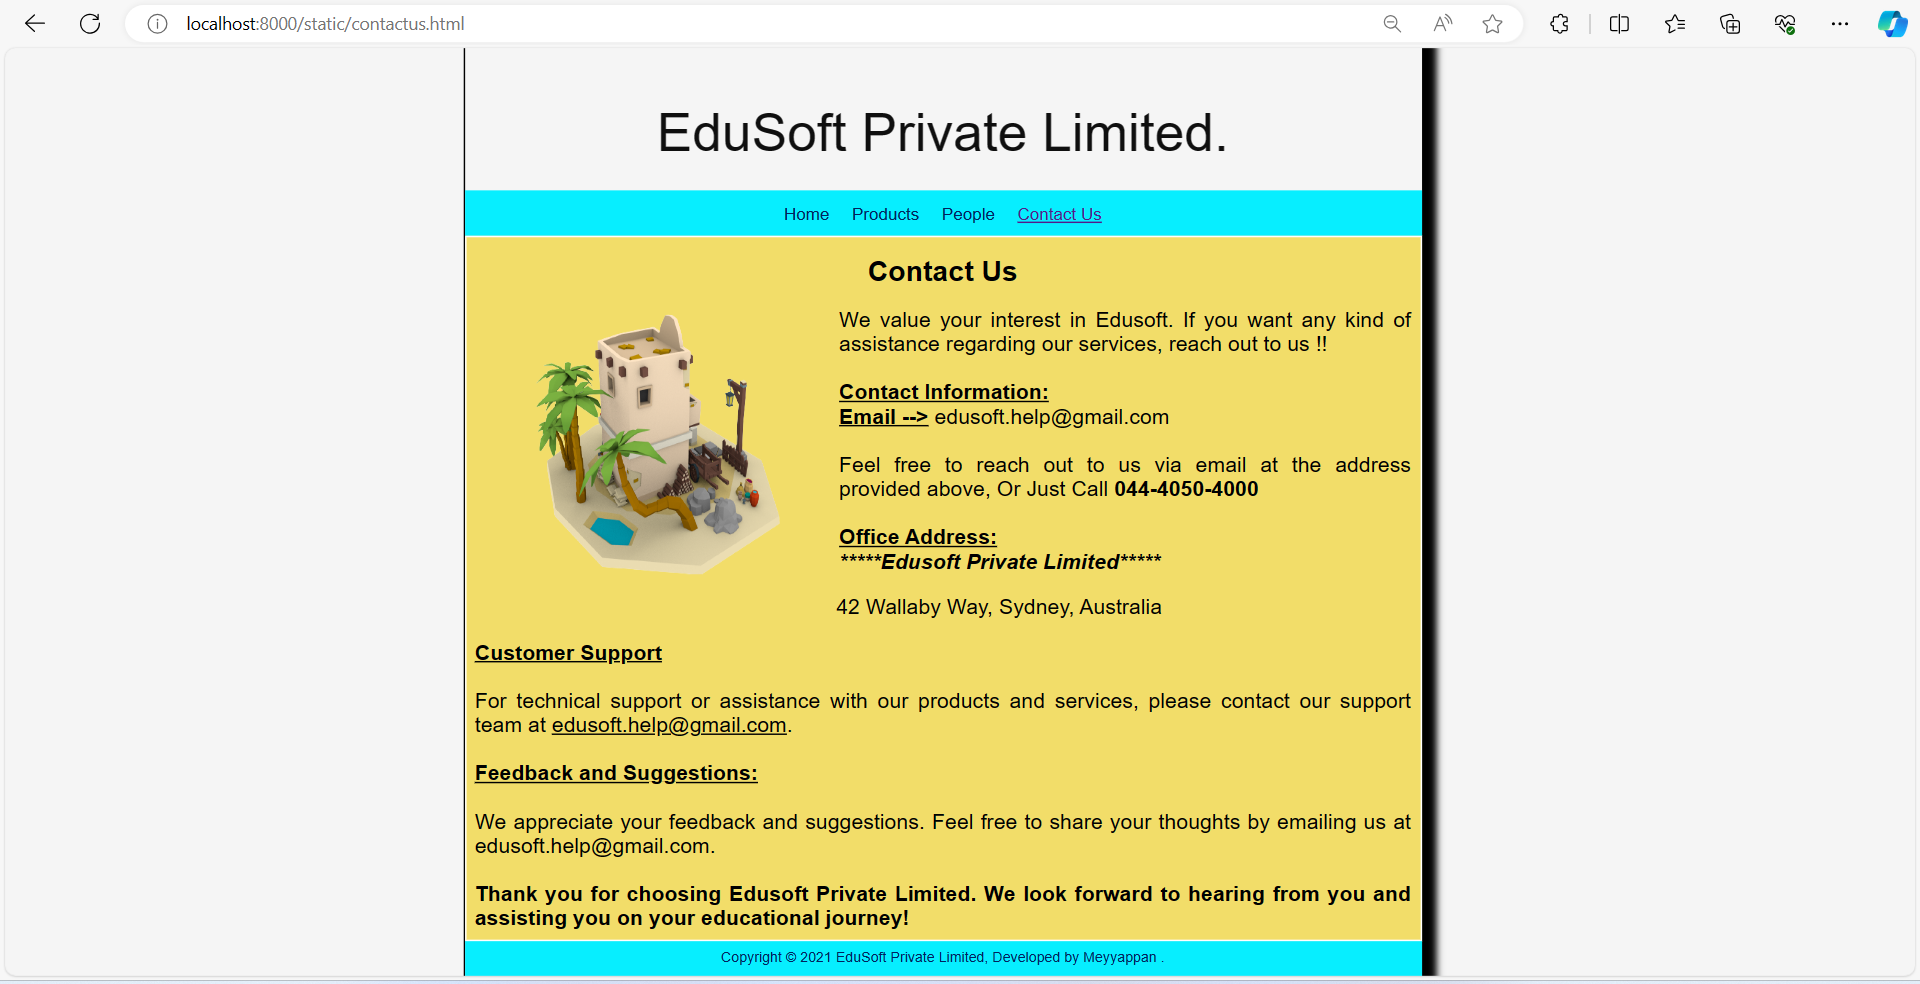 localhost:8000/static/contactus.html
EduSoft Private Limited.
Home Products People Contact Us
Contact Us
We value your interest in Edusoft. If you want any kind of
assistance regarding our services, reach out to us !!
Contact Information:
Email --> edusoft.help@gmail.com
Feel free to reach out to us via email at the address
provided above, Or Just Call 044-4050-4000
Office Address:
*****Edusoft Private Limited*****
42 Wallaby Way, Sydney, Australia
Customer Support
For technical support or assistance with our products and services, please contact our support
team at edusoft.help@gmail.com.
Feedback and Suggestions:
We appreciate your feedback and suggestions. Feel free to share your thoughts by emailing us at
edusoft.help@gmail.com.
Thank you for choosing Edusoft Private Limited. We look forward to hearing from you and
assisting you on your educational journey!
Copyright © 2021 EduSoft Private Limited, Developed by Meyyappan .